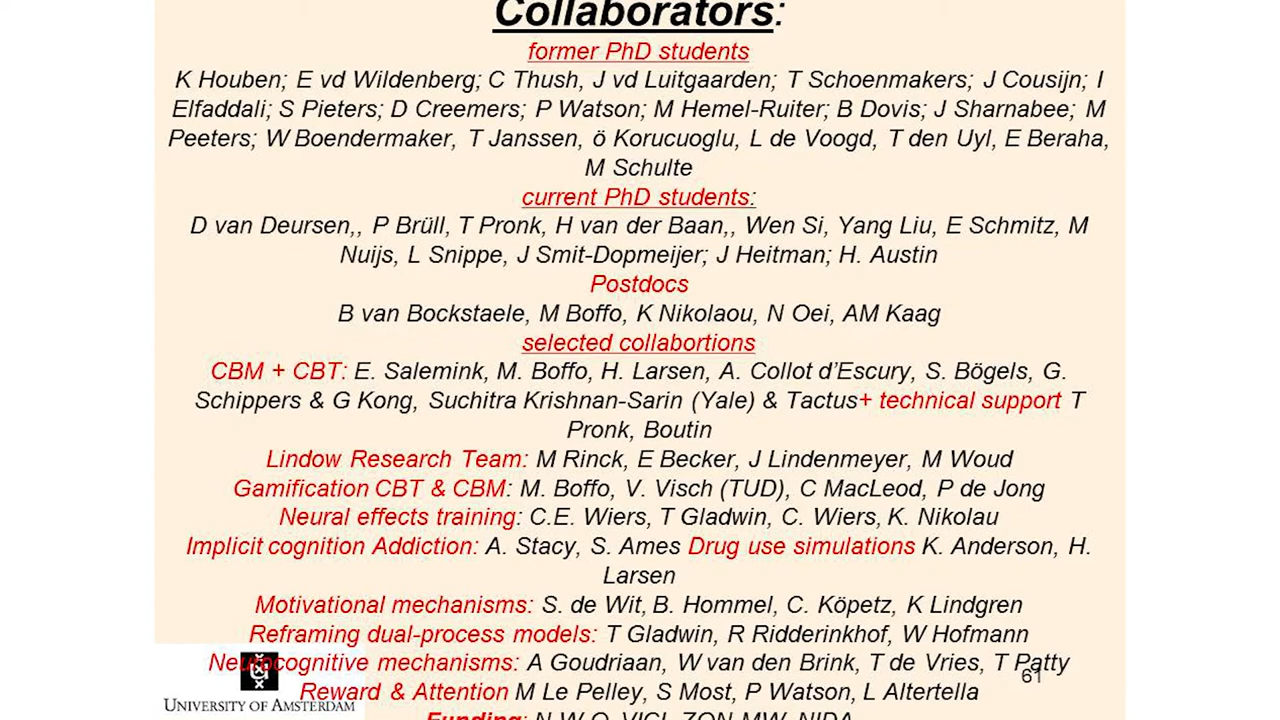 Collaborators:
former PhD students
K Houben; E vd Wildenberg; C Thush, J vd Luitgaarden; T Schoenmakers; J Cousijn; I
Elfaddali; S Pieters; D Creemers; P Watson; M Hemel-Ruiter; B Dovis; J Sharnabee; M
Peeters; W Boendermaker, T Janssen, ö Korucuoglu, L de Voogd, T den Uyl, E Beraha,
M Schulte
current PhD students:
D van Deursen,, P Brüll, T Pronk, H van der Baan,, Wen Si, Yang Liu, E Schmitz, M
Nuijs, L Snippe, J Smit-Dopmeijer; J Heitman; H. Austin
Postdocs
B van Bockstaele, M Boffo, K Nikolaou, N Oei, AM Kaag
selected collabortions
CBM + CBT: E. Salemink, M. Boffo, H. Larsen, A. Collot d’Escury, S. Bögels, G.
Schippers & G Kong, Suchitra Krishnan-Sarin (Yale) & Tactus+ technical support T
Pronk, Boutin
Lindow Research Team: M Rinck, E Becker, J Lindenmeyer, M Woud
Gamification CBT & CBM: M. Boffo, V. Visch (TUD), C MacLeod, P de Jong
Neural effects training: C.E. Wiers, T Gladwin, C. Wiers, K. Nikolau
Implicit cognition Addiction: A. Stacy, S. Ames Drug use simulations K. Anderson, H.
Larsen
Motivational mechanisms: S. de Wit, B. Hommel, C. Köpetz, K Lindgren
Reframing dual-process models: T Gladwin, R Ridderinkhof, W Hofmann
Neurocognitive mechanisms: A Goudriaan, W van den Brink, T de Vries, T Patty
61
Reward & Attention M Le Pelley, S Most, P Watson, L Altertella
UNIVERSITY OF AMSTERDAM
Funding: N.W.O. VICI, ZON-MW, NIDA